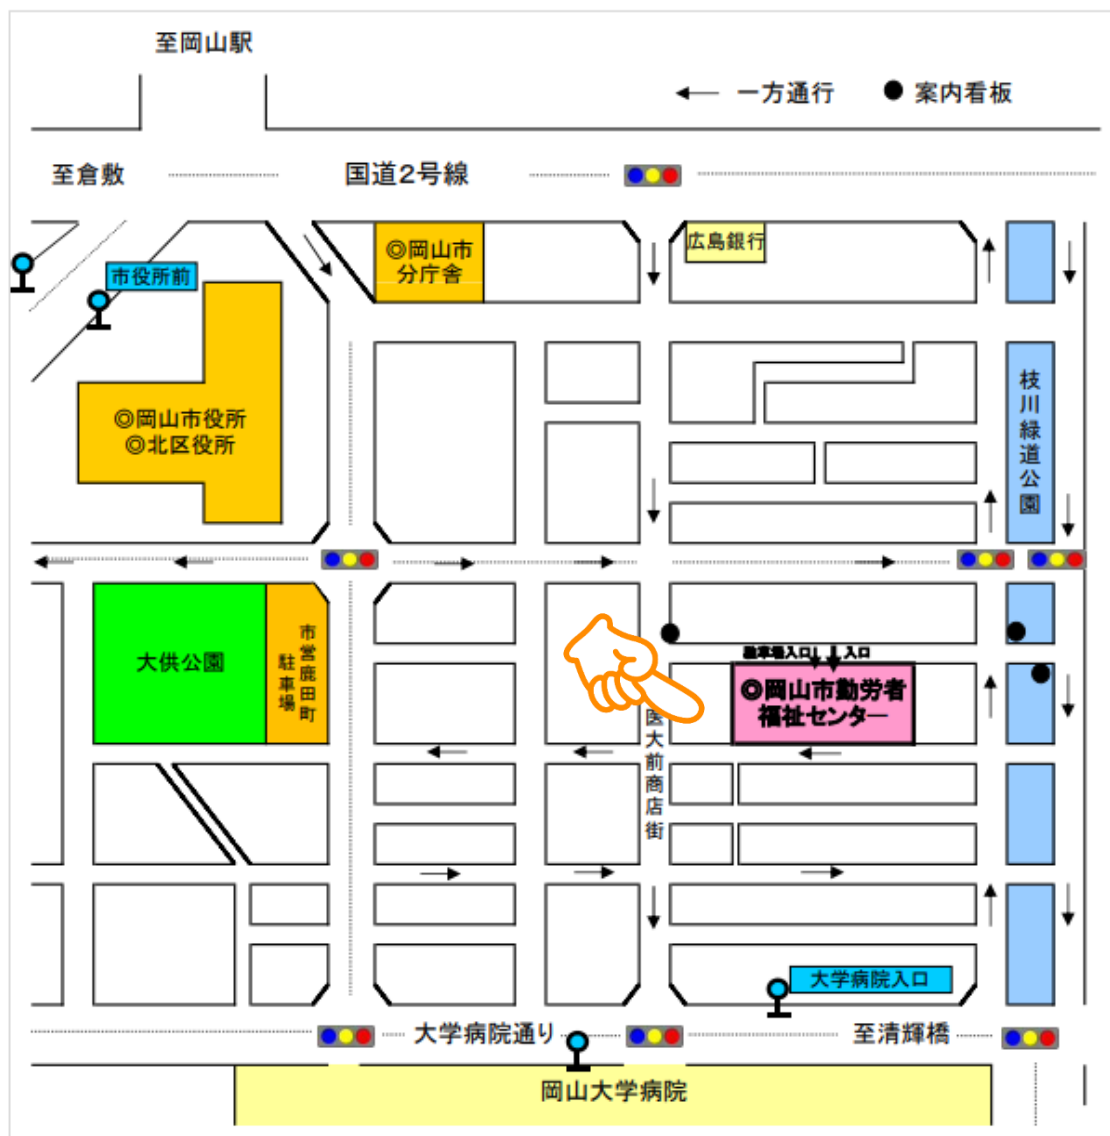 至岡山駅
一方通行
案内看板
至倉敷
国道2号線
◎岡山市
分庁舎
広島銀行
市役所前
◎岡山市役所
◎北区役所
枝川緑道公園
大供公園
市営鹿田町
駐車場
駐車場入口
入口
◎岡山市勤労者
福祉センター
医大前商店街
大学病院入口
大学病院通り
至清輝橋
岡山大学病院